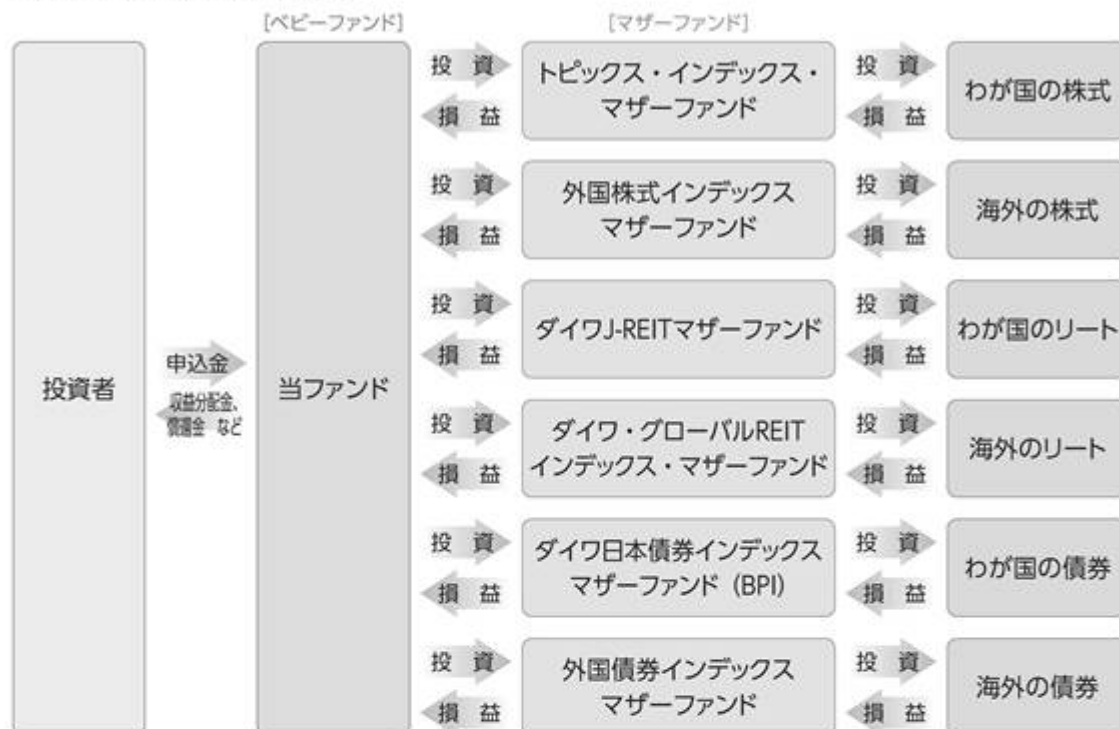 [ベビーファンド]
[マザーファンド]
投資者
申込金
収益分配金、
償還金 など
当ファンド
投 資
損 益
トピックス・インデックス・
マザーファンド
投 資
損 益
わが国の株式
投 資
損 益
外国株式インデックス
マザーファンド
投 資
損 益
海外の株式
投 資
損 益
ダイワJ-REITマザーファンド
投 資
損 益
わが国のリート
投 資
損 益
ダイワ・グローバルREIT
インデックス・マザーファンド
投 資
損 益
海外のリート
投 資
損 益
ダイワ日本債券インデックス
マザーファンド（BPI）
投 資
損 益
わが国の債券
投 資
損 益
外国債券インデックス
マザーファンド
投 資
損 益
海外の債券